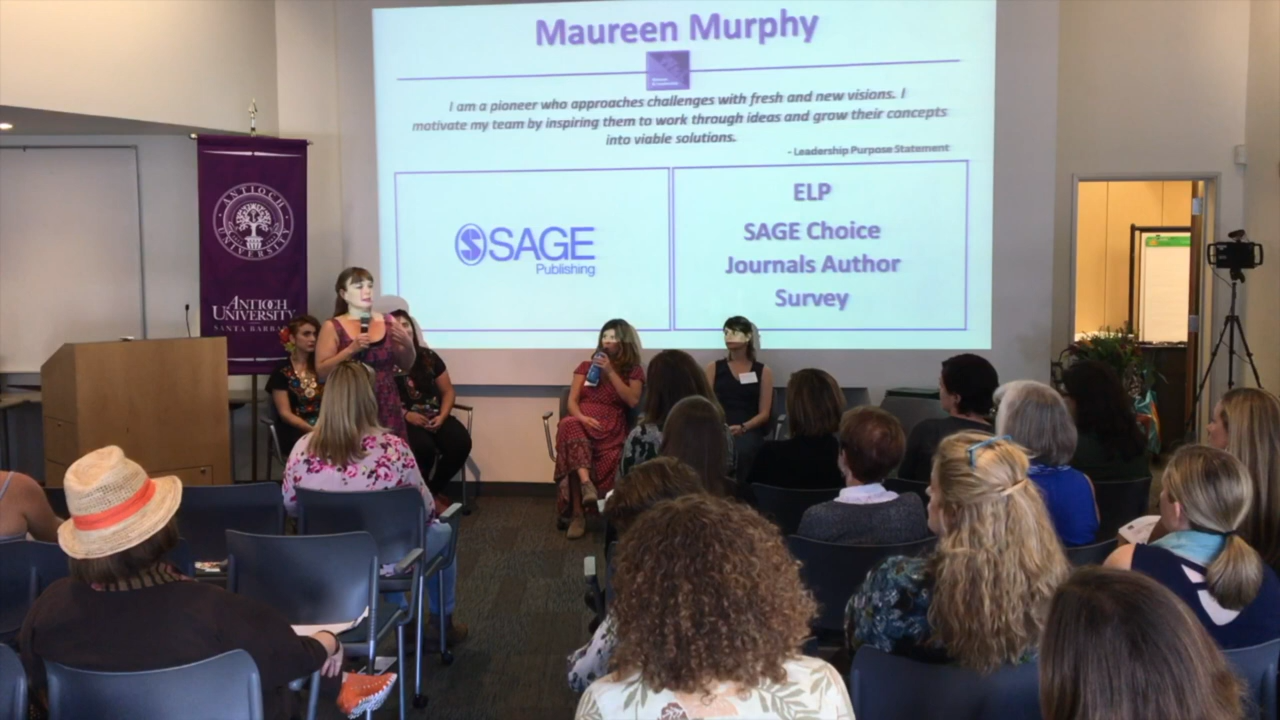 Maureen Murphy
I am a pioneer who approaches challenges with fresh and new visions. I
motivate my team by inspiring them to work through ideas and grow their concepts
into viable solutions.
- Leadership Purpose Statement
SAGE
Publishing
ELP
SAGE Choice
Journals Author
Survey
ANTIOCH
UNIVERSITY
ANTIOCH
UNIVERSITY
SANTA BARBA